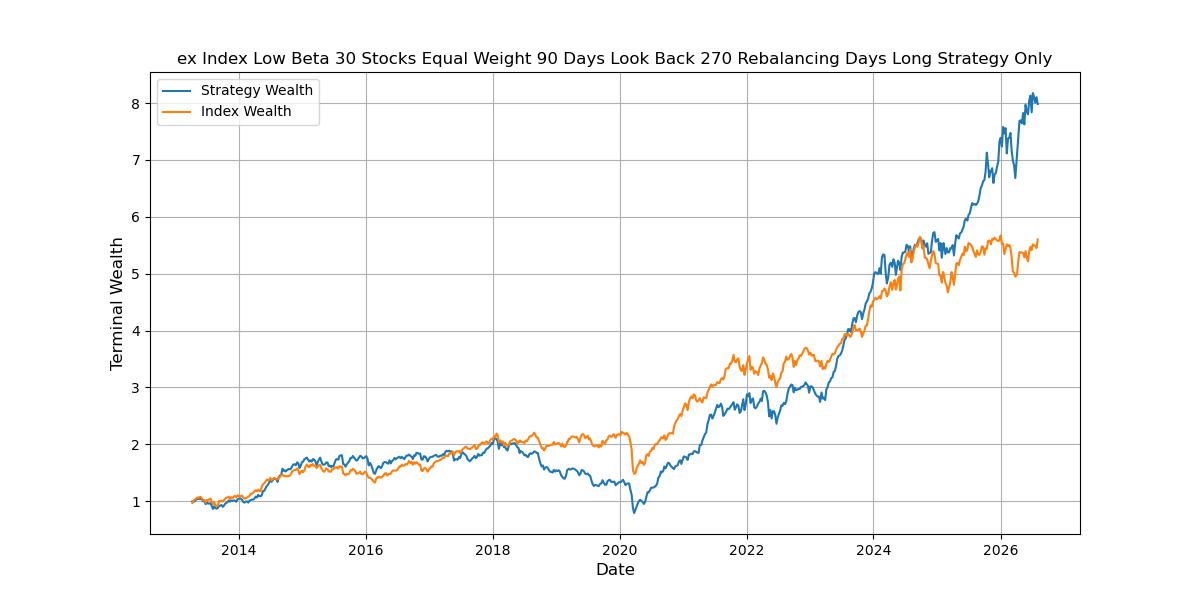 ex Index Low Beta 30 Stocks Equal Weight 90 Days Look Back 270 Rebalancing Days Long Strategy Only
Strategy Wealth
Index Wealth
Terminal Wealth
8
7
6
5
4
3
2
1
2014 2016 2018 2020 2022 2024 2026
Date